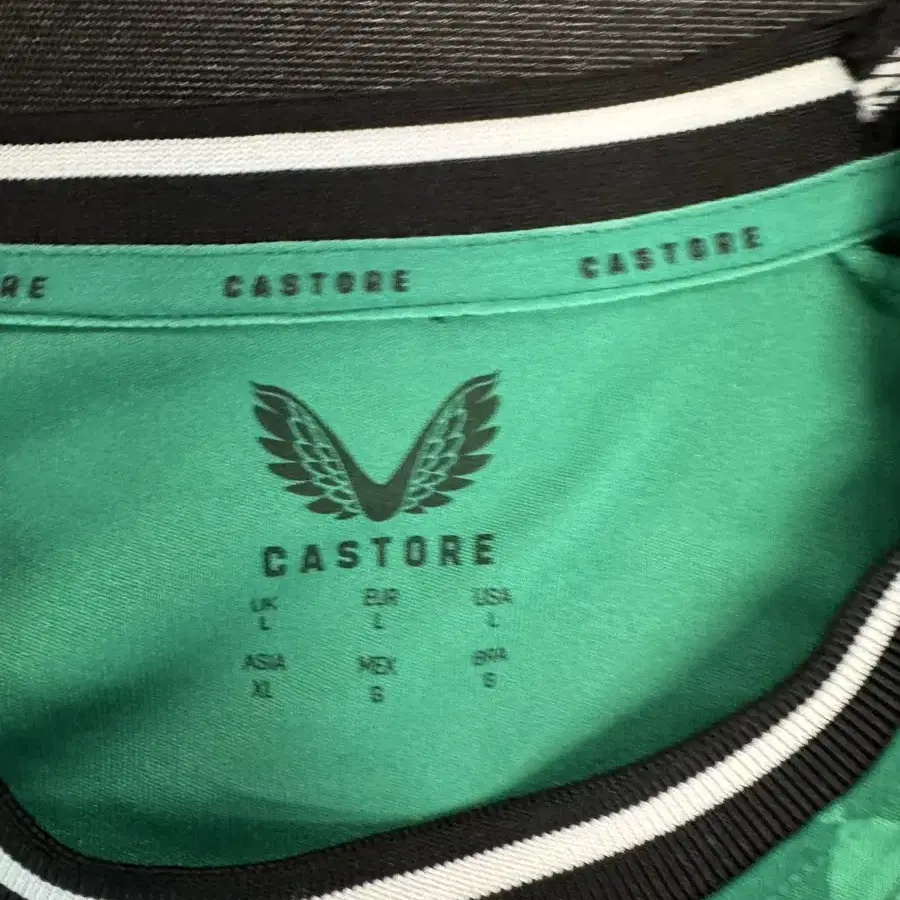 RE CASTORE CASTORE
CASTORE
UK EUR USA
L L L
ASIA MEX BRA
XL G G